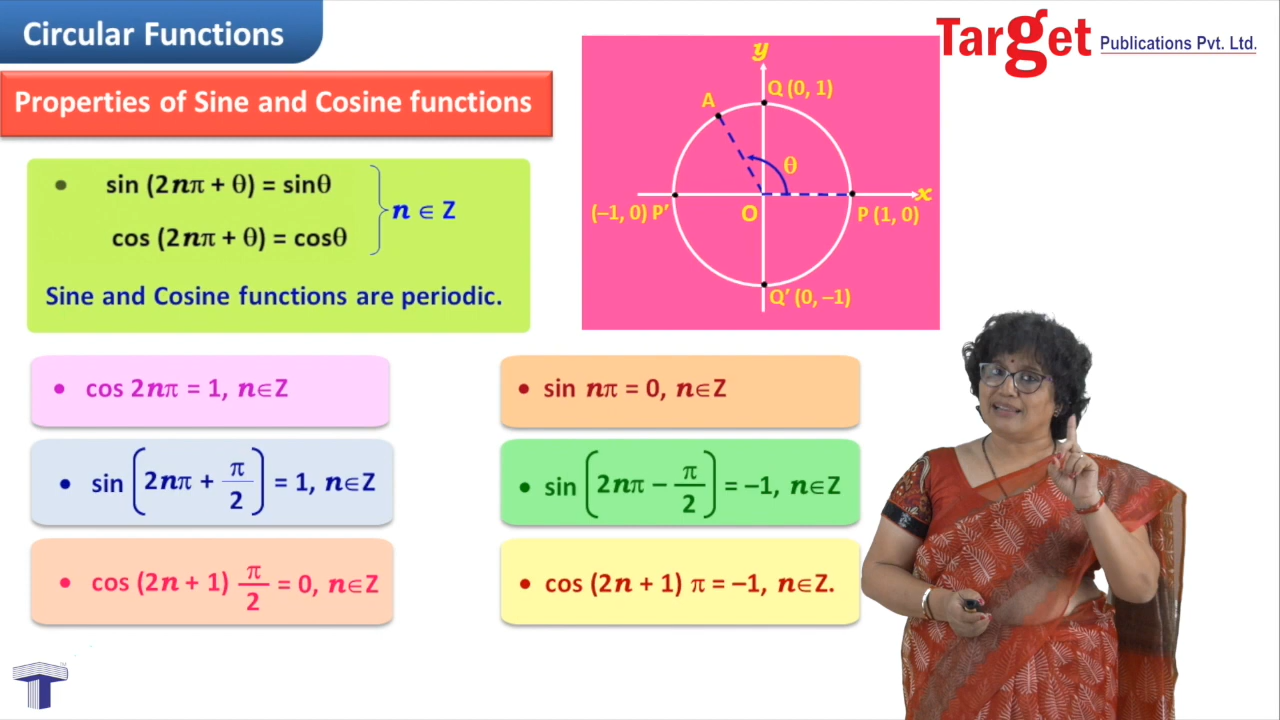 Circular Functions
Target Publications Pvt. Ltd.
Properties of Sine and Cosine functions
• sin (2nπ + θ) = sinθ
cos (2nπ + θ) = cosθ
n ∈ Z
Sine and Cosine functions are periodic.
y
A
Q (0, 1)
θ
x
(–1, 0) P′
O
P (1, 0)
Q′ (0, –1)
• cos 2nπ = 1, n∈Z
• sin nπ = 0, n∈Z
• sin (2nπ + π/2) = 1, n∈Z
• sin (2nπ − π/2) = –1, n∈Z
• cos (2n + 1) π/2 = 0, n∈Z
• cos (2n + 1) π = –1, n∈Z.